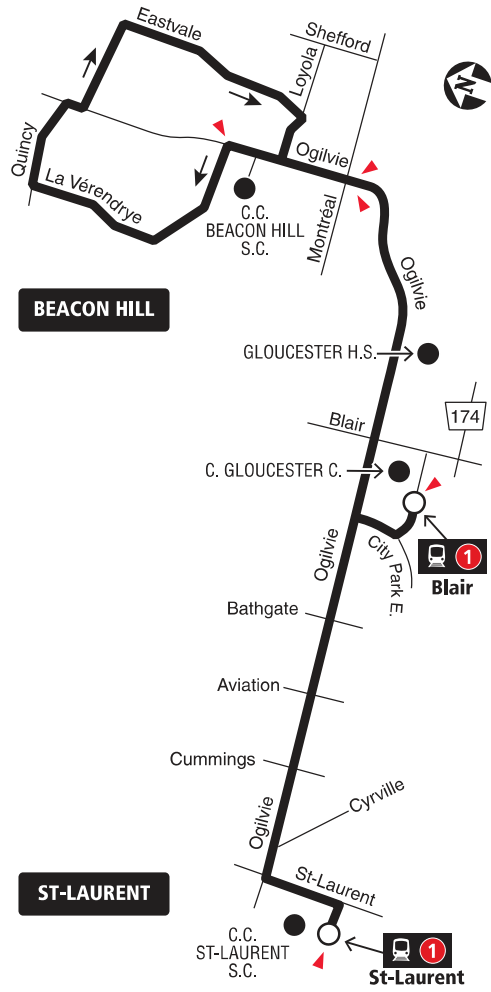 Eastvale
Shefford
Loyola
N
Quincy
Ogilvie
La Vérendrye
C.C.
BEACON HILL
S.C.
Montréal
Ogilvie
BEACON HILL
GLOUCESTER H.S.
174
Blair
C. GLOUCESTER C.
Ogilvie
City Park E.
1
Blair
Bathgate
Aviation
Cummings
Cyrville
Ogilvie
St-Laurent
ST-LAURENT
C.C.
ST-LAURENT
S.C.
1
St-Laurent